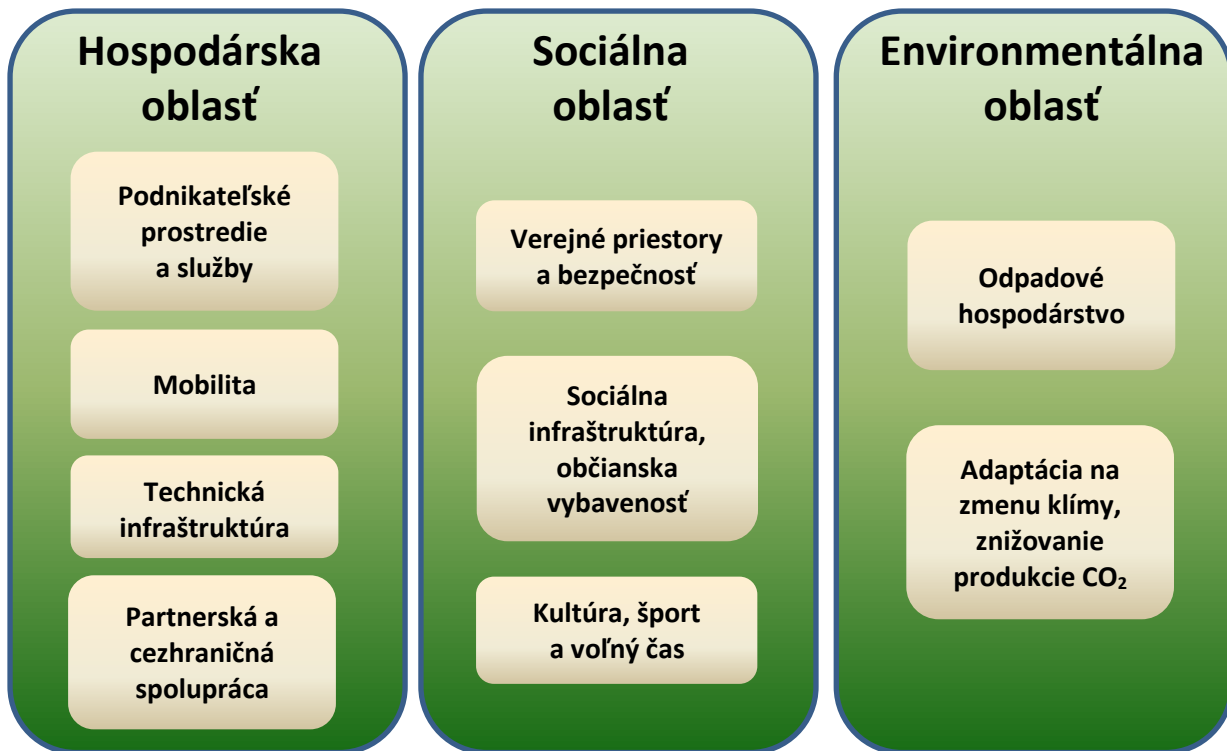 Hospodárska
oblasť
Podnikateľské
prostredie
a služby
Mobilita
Technická
infraštruktúra
Partnerská a
cezhraničná
spolupráca
Sociálna
oblasť
Verejné priestory
a bezpečnosť
Sociálna
infraštruktúra,
občianska
vybavenosť
Kultúra, šport
a voľný čas
Environmentálna
oblasť
Odpadové
hospodárstvo
Adaptácia na
zmenu klímy,
znižovanie
produkcie CO₂